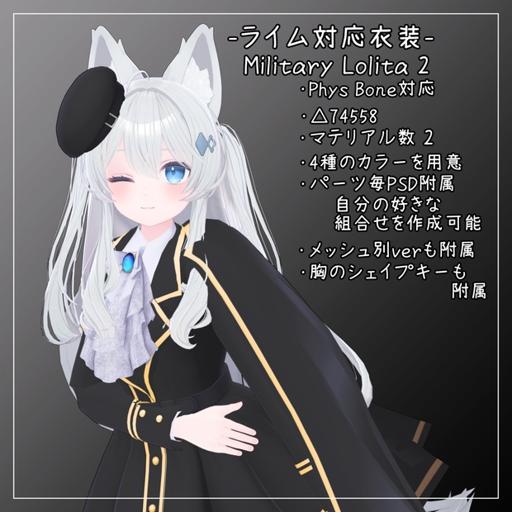 -ライム対応衣装-
Military Lolita 2
・Phys Bone対応
・△74558
・マテリアル数 2
・4種のカラーを用意
・パーツ毎PSD附属
自分の好きな
組合せを作成可能
・メッシュ別verも附属
・胸のシェイプキーも
附属